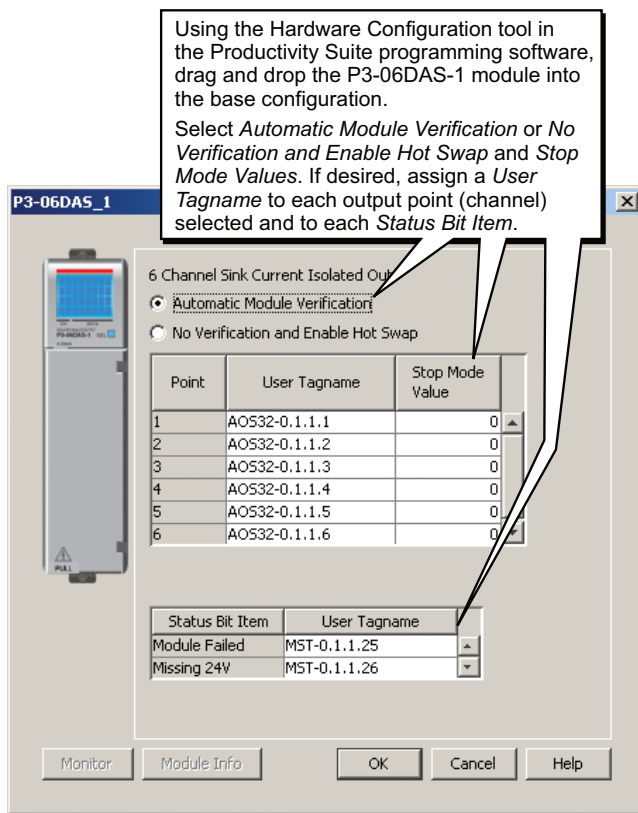 Using the Hardware Configuration tool in
the Productivity Suite programming software,
drag and drop the P3-06DAS-1 module into
the base configuration.
Select Automatic Module Verification or No
Verification and Enable Hot Swap and Stop
Mode Values. If desired, assign a User
Tagname to each output point (channel)
selected and to each Status Bit Item.
P3-06DAS_1
6 Channel Sink Current Isolated Out
Automatic Module Verification
No Verification and Enable Hot Swap
Point User Tagname Stop Mode
Value
1 AOS32-0.1.1.1 0
2 AOS32-0.1.1.2 0
3 AOS32-0.1.1.3 0
4 AOS32-0.1.1.4 0
5 AOS32-0.1.1.5 0
6 AOS32-0.1.1.6 0
PULL
Status Bit Item User Tagname
Module Failed MST-0.1.1.25
Missing 24V MST-0.1.1.26
Monitor Module Info OK Cancel Help